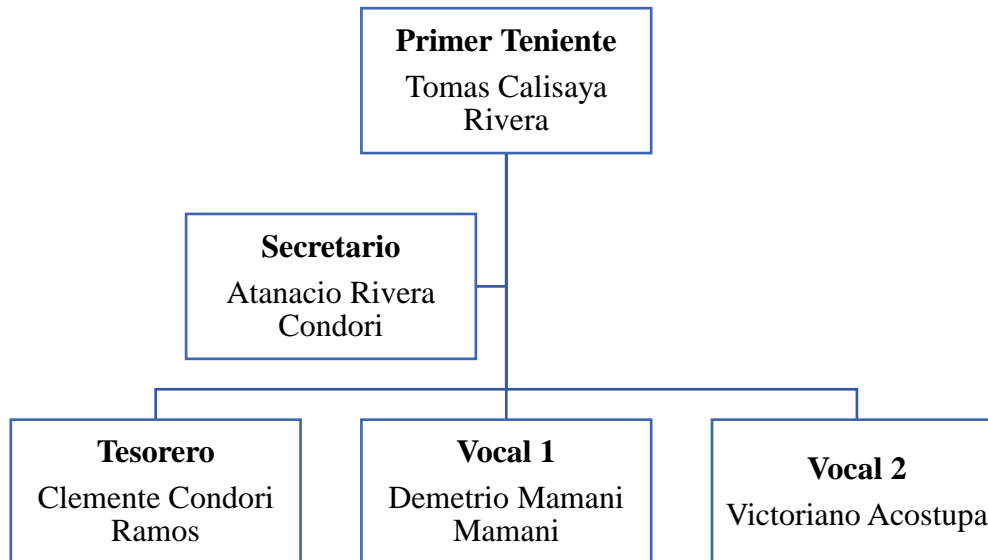 Primer Teniente
Tomas Calisaya
Rivera
Secretario
Atanacio Rivera
Condori
Tesorero
Clemente Condori
Ramos
Vocal 1
Demetrio Mamani
Mamani
Vocal 2
Victoriano Acostupa